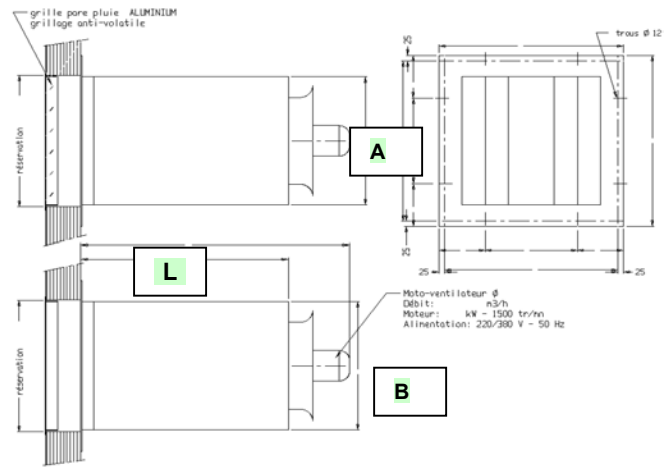 grille pare pluie ALUMINIUM
grillage anti-volatile
25
trous Ø 12
réservation
A
25
25
25
L
Moto-ventilateur Ø
Débit: m3/h
Moteur: kW - 1500 tr/mn
Alimentation: 220/380 V - 50 Hz
réservation
B